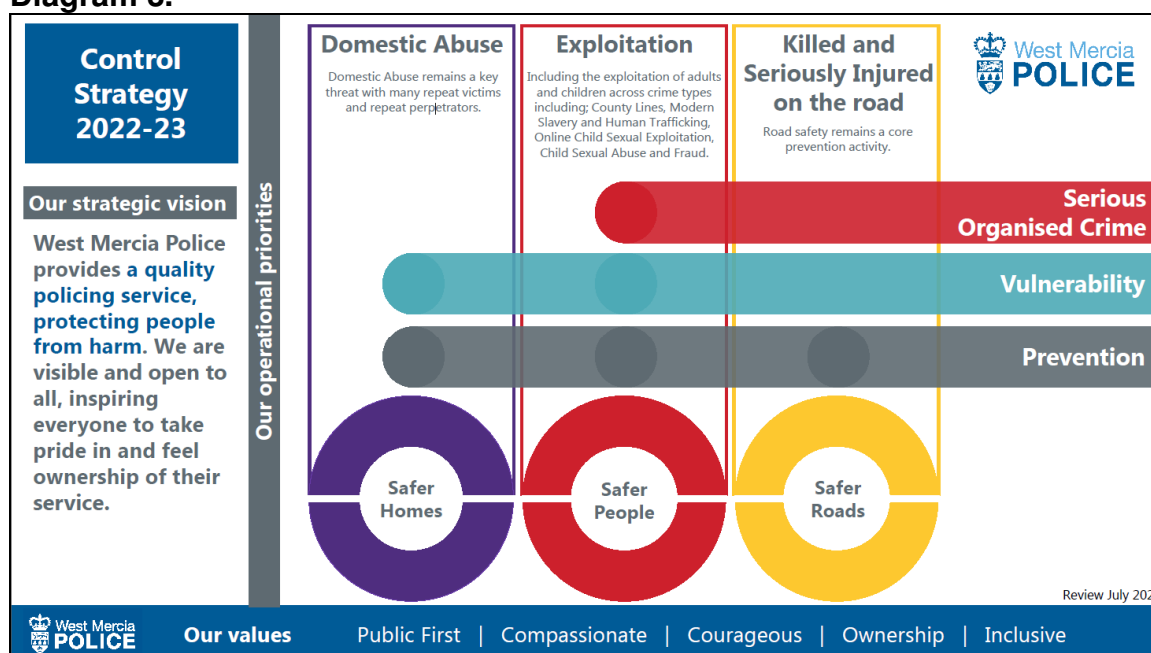 Diagram 3.
Control
Strategy
2022-23
Our strategic vision
West Mercia Police
provides a quality
policing service,
protecting people
from harm. We are
visible and open to
all, inspiring
everyone to take
pride in and feel
ownership of their
service.
Our operational priorities
Domestic Abuse
Domestic Abuse remains a key
threat with many repeat victims
and repeat perpetrators.
Exploitation
Including the exploitation of adults
and children across crime types
including; County Lines, Modern
Slavery and Human Trafficking,
Online Child Sexual Exploitation,
Child Sexual Abuse and Fraud.
Killed and
Seriously Injured
on the road
Road safety remains a core
prevention activity.
West Mercia
POLICE
Serious
Organised Crime
Vulnerability
Prevention
Safer
Homes
Safer
People
Safer
Roads
Review July 202
West Mercia
POLICE
Our values
Public First | Compassionate | Courageous | Ownership | Inclusive